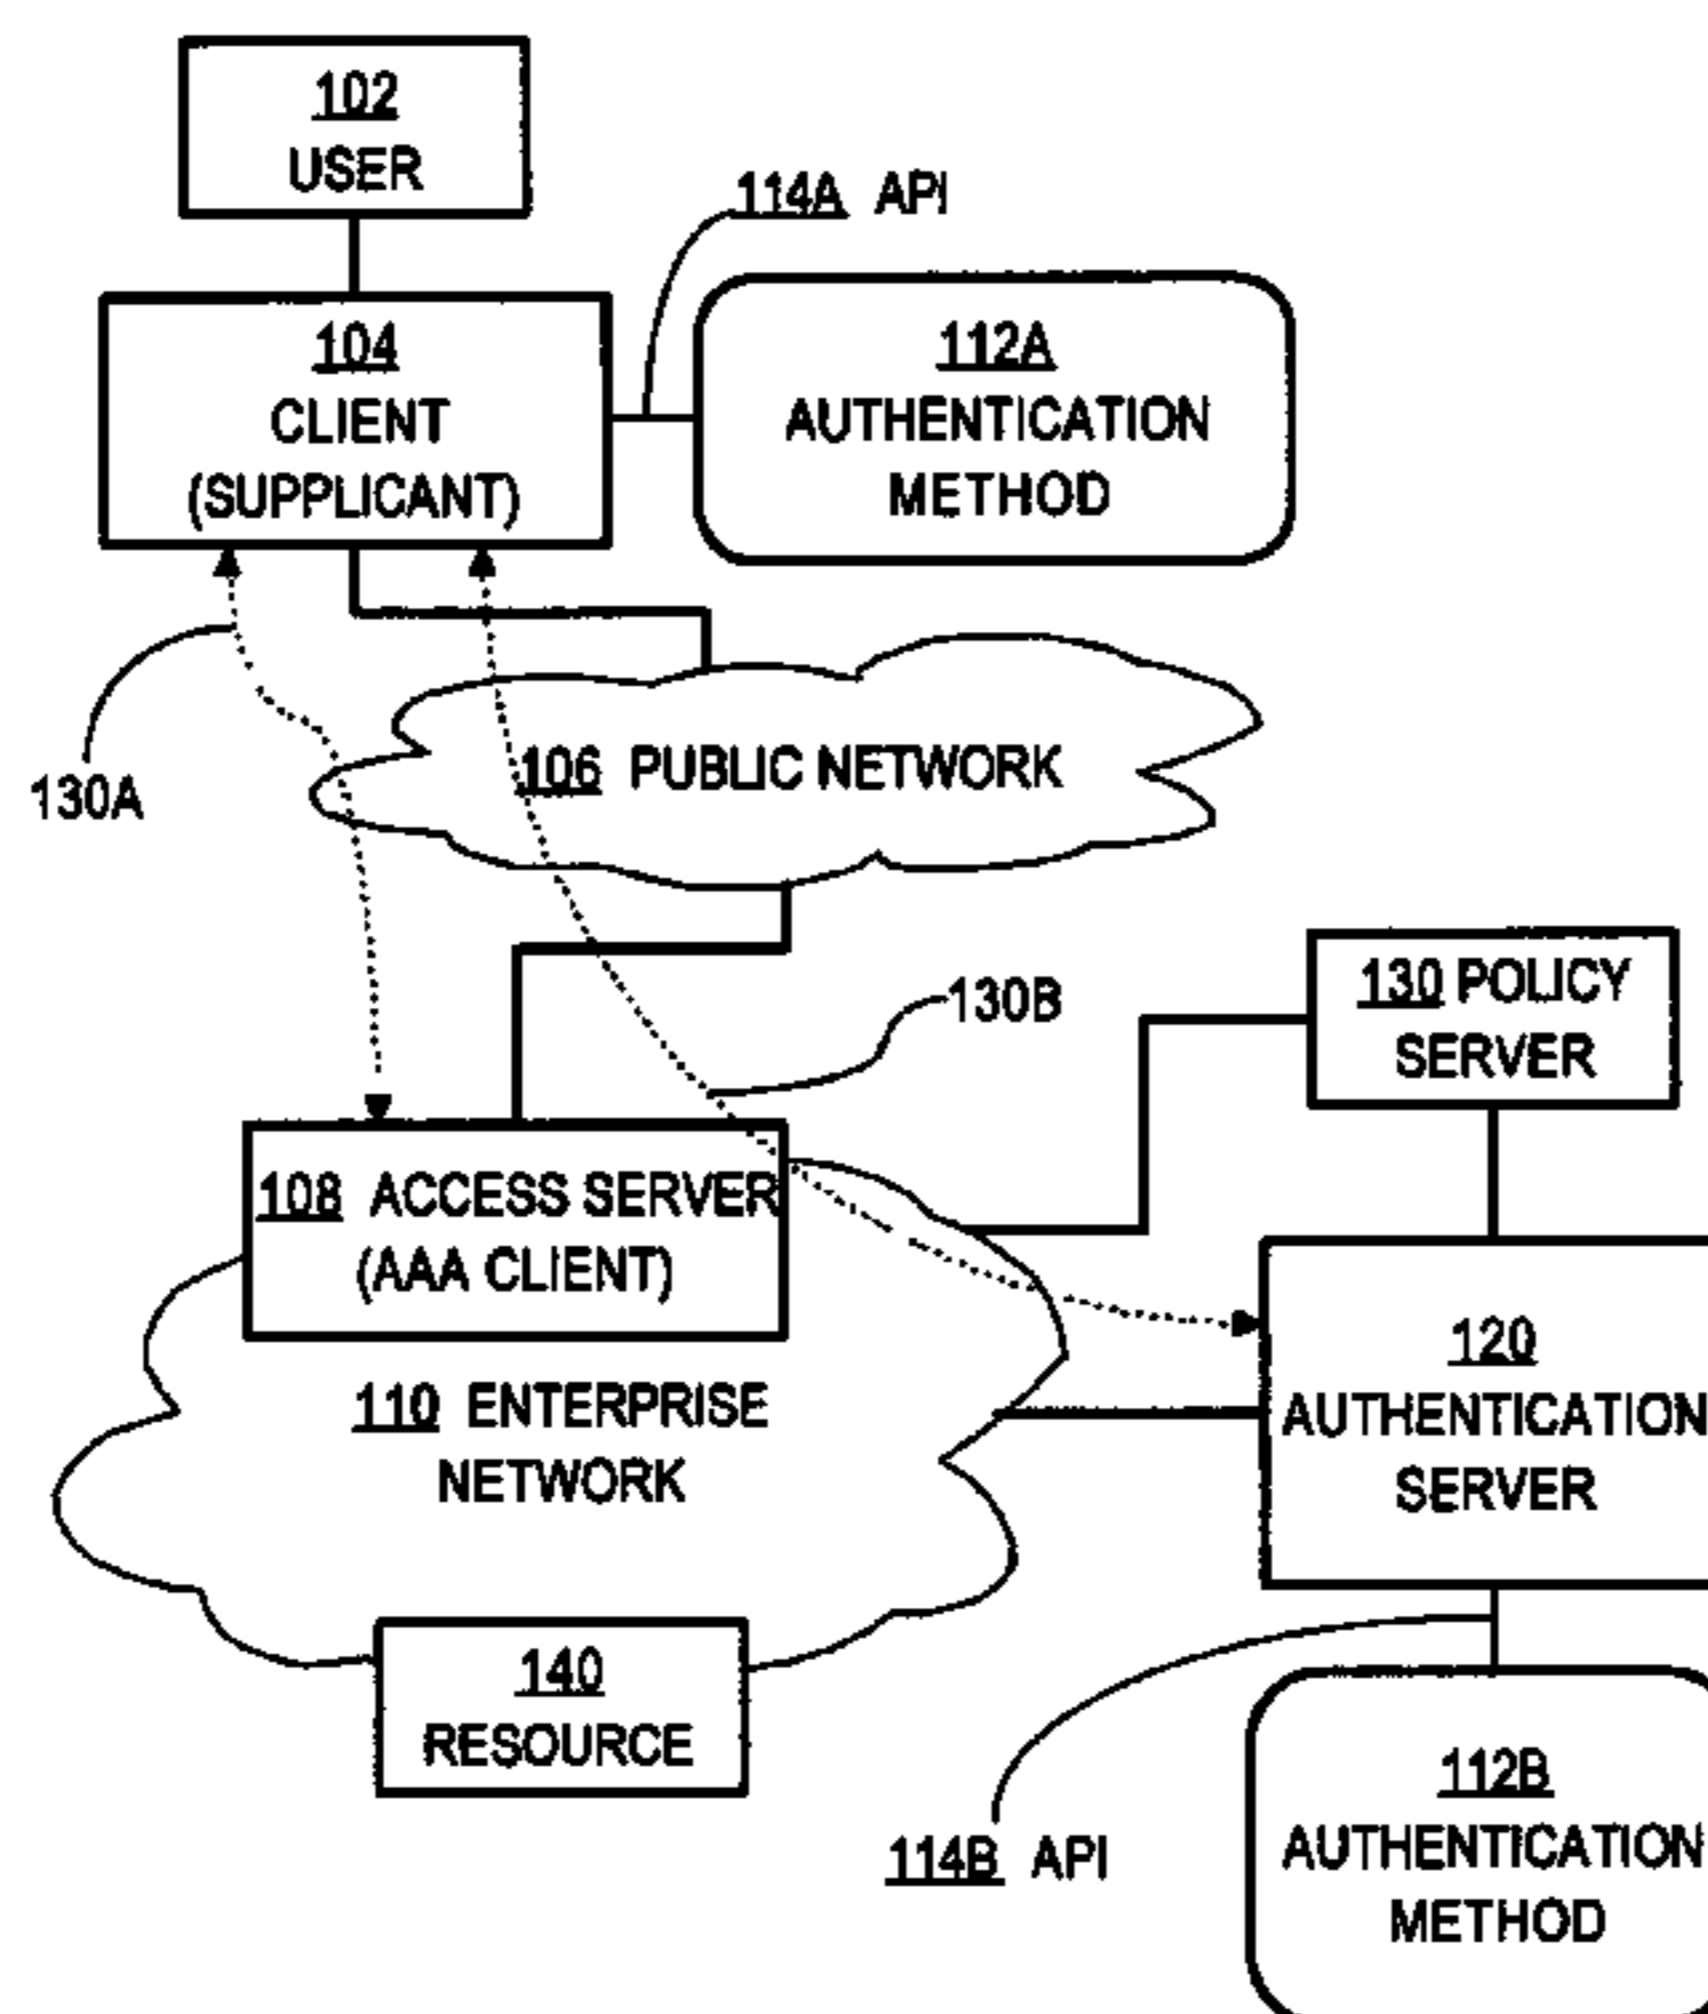 102
USER
114A API
104
CLIENT
(SUPPLICANT)
112A
AUTHENTICATION
METHOD
106 PUBLIC NETWORK
130A
130B
130 POLICY
SERVER
108 ACCESS SERVER
(AAA CLIENT)
110 ENTERPRISE
NETWORK
120
AUTHENTICATION
SERVER
140
RESOURCE
114B API
112B
AUTHENTICATION
METHOD